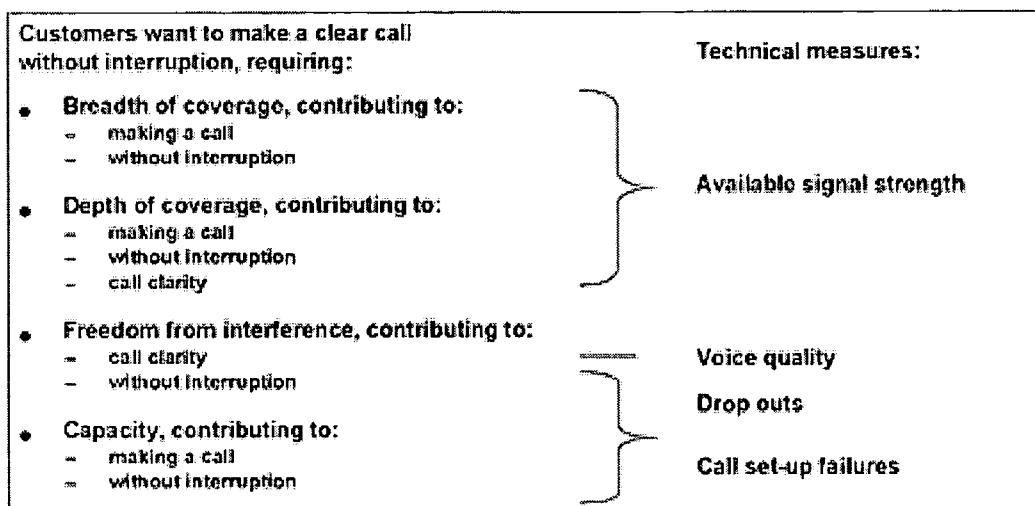 Customers want to make a clear call
without interruption, requiring:
Technical measures:
• Breadth of coverage, contributing to:
– making a call
– without interruption
Available signal strength
• Depth of coverage, contributing to:
– making a call
– without interruption
– call clarity
• Freedom from interference, contributing to:
– call clarity
– without interruption
Voice quality
Drop outs
• Capacity, contributing to:
– making a call
– without interruption
Call set-up failures